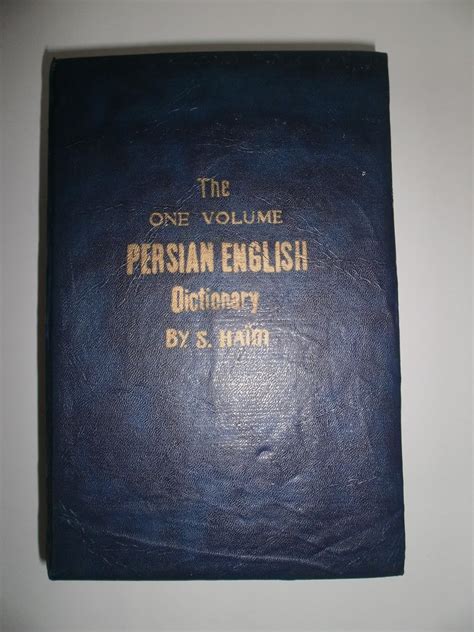 The
ONE VOLUME
PERSIAN ENGLISH
Dictionary
By S. HAÏM